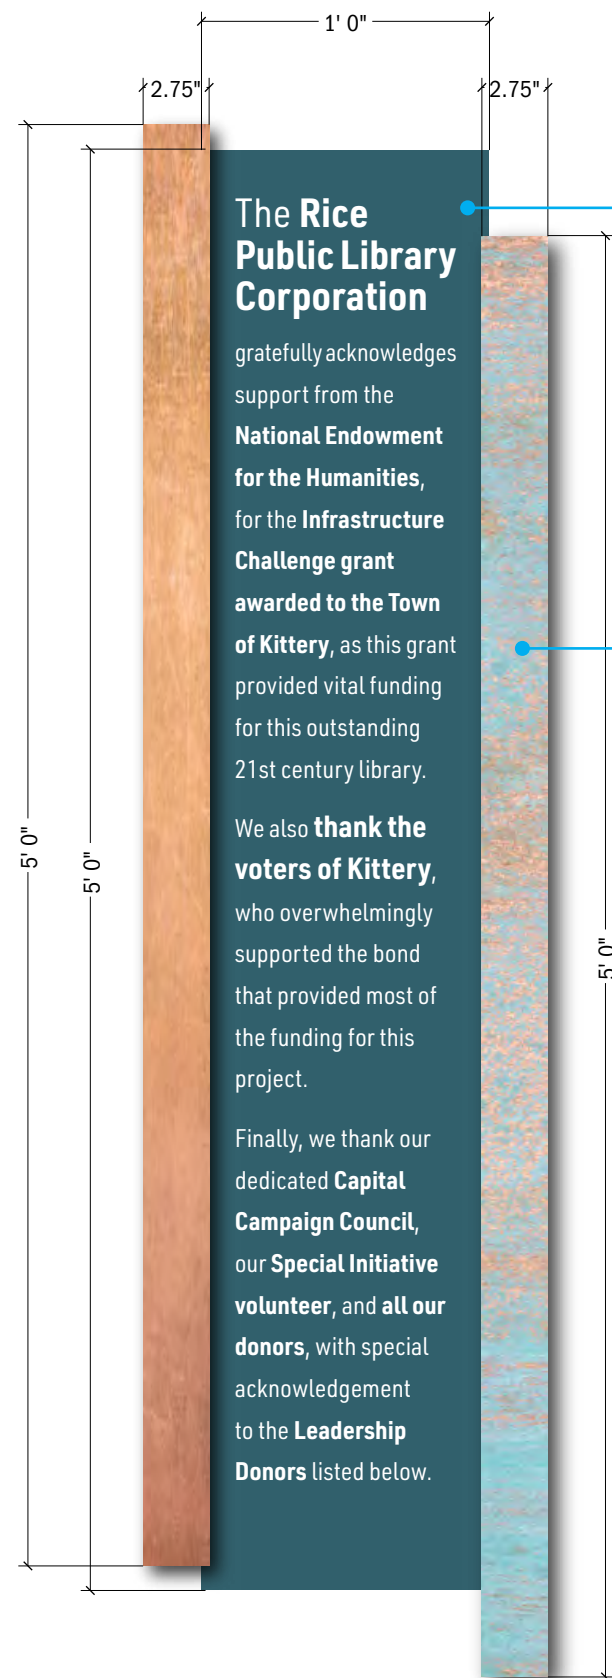 1' 0"
2.75"
2.75"
The Rice
Public Library
Corporation
gratefully acknowledges
support from the
National Endowment
for the Humanities,
for the Infrastructure
Challenge grant
awarded to the Town
of Kittery, as this grant
provided vital funding
for this outstanding
21st century library.
We also thank the
voters of Kittery,
who overwhelmingly
supported the bond
that provided most of
the funding for this
project.
Finally, we thank our
dedicated Capital
Campaign Council,
our Special Initiative
volunteer, and all our
donors, with special
acknowledgement
to the Leadership
Donors listed below.
5' 0"
5' 0"
5' 0"